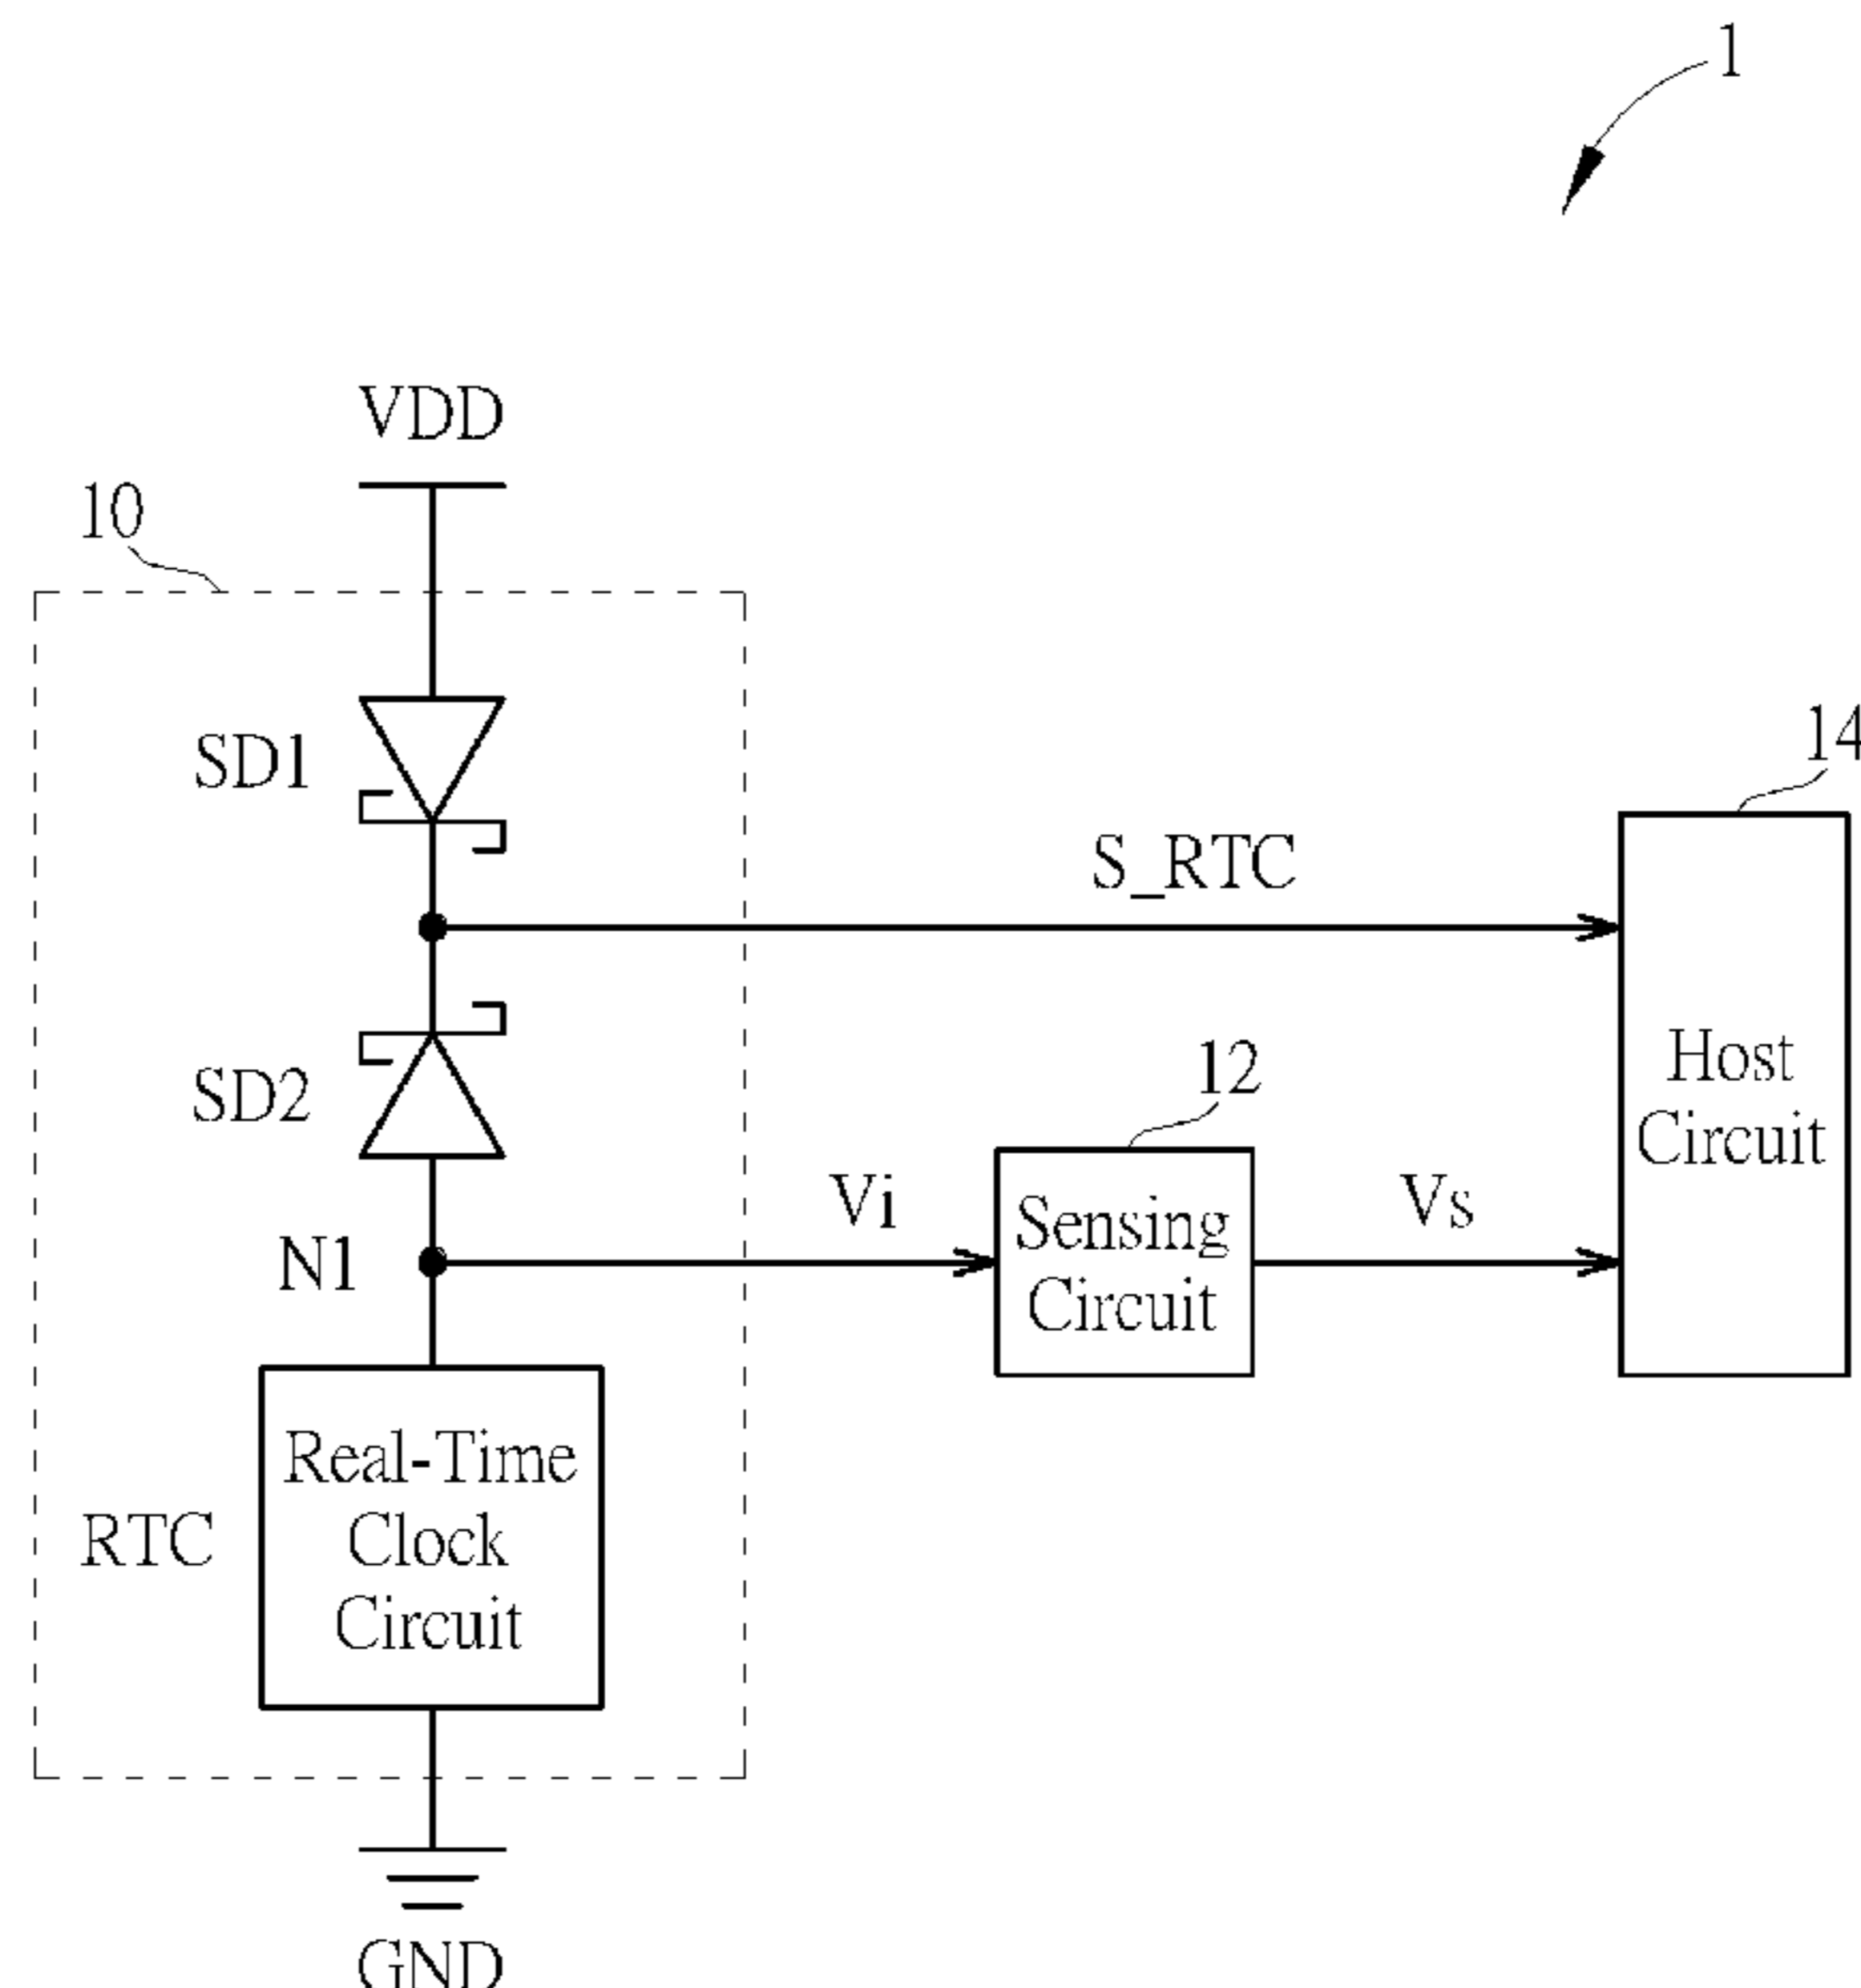 1
VDD
10
SD1
14
S_RTC
Host
Circuit
SD2
12
Vi
Sensing
Circuit
Vs
N1
Real-Time
Clock
Circuit
RTC
GND